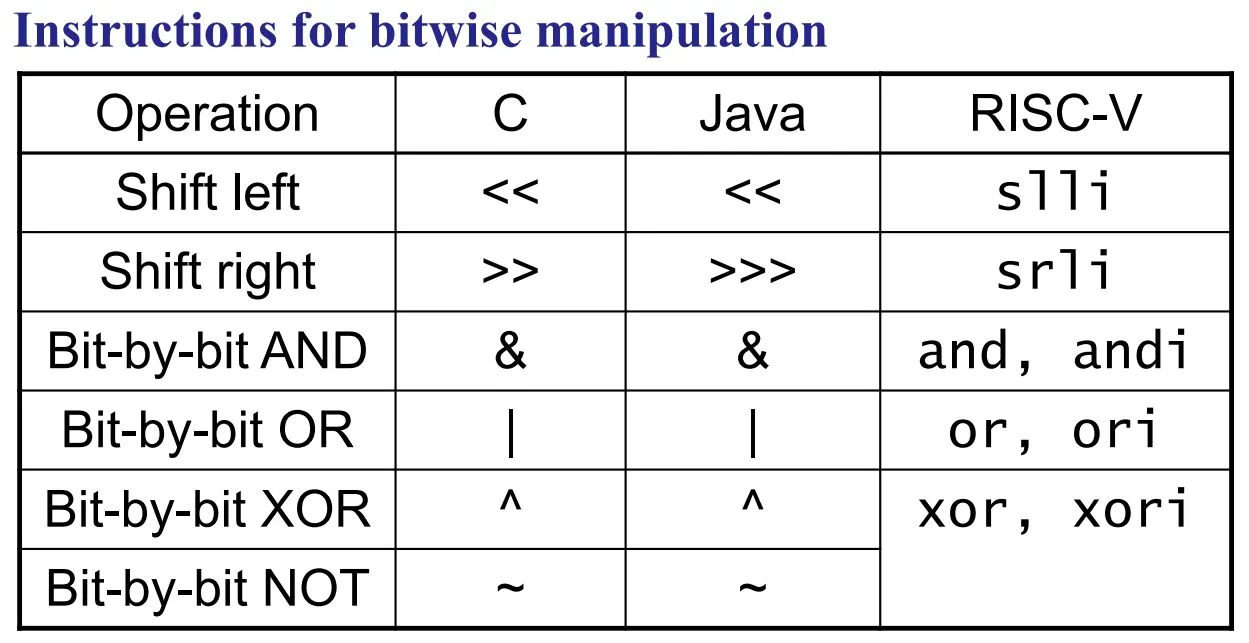 Instructions for bitwise manipulation
Operation C Java RISC-V
Shift left << << slli
Shift right >> >>> srli
Bit-by-bit AND & & and, andi
Bit-by-bit OR | | or, ori
Bit-by-bit XOR ^ ^ xor, xori
Bit-by-bit NOT ~ ~